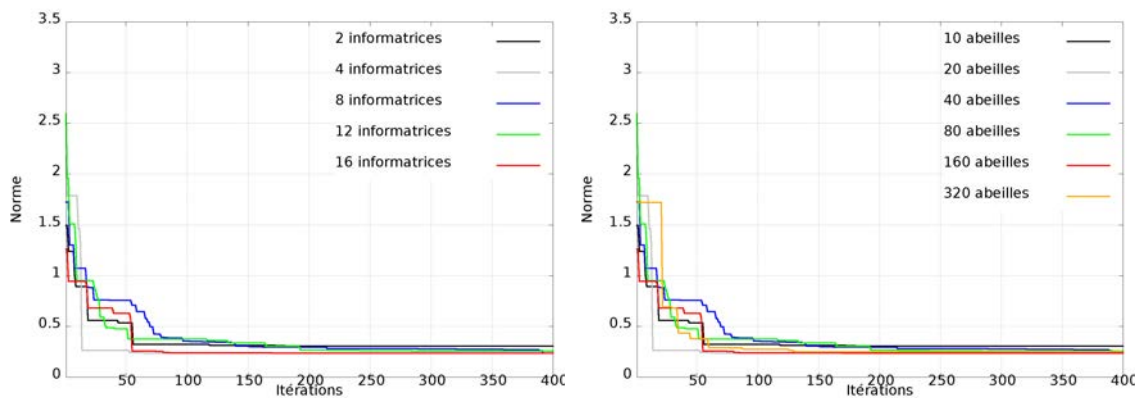 3.5
3
2.5
2
1.5
1
0.5
0
50
100
150
200
250
300
350
400
Norme
Itérations
2 informatrices
4 informatrices
8 informatrices
12 informatrices
16 informatrices
3.5
3
2.5
2
1.5
1
0.5
0
50
100
150
200
250
300
350
400
Norme
Itérations
10 abeilles
20 abeilles
40 abeilles
80 abeilles
160 abeilles
320 abeilles